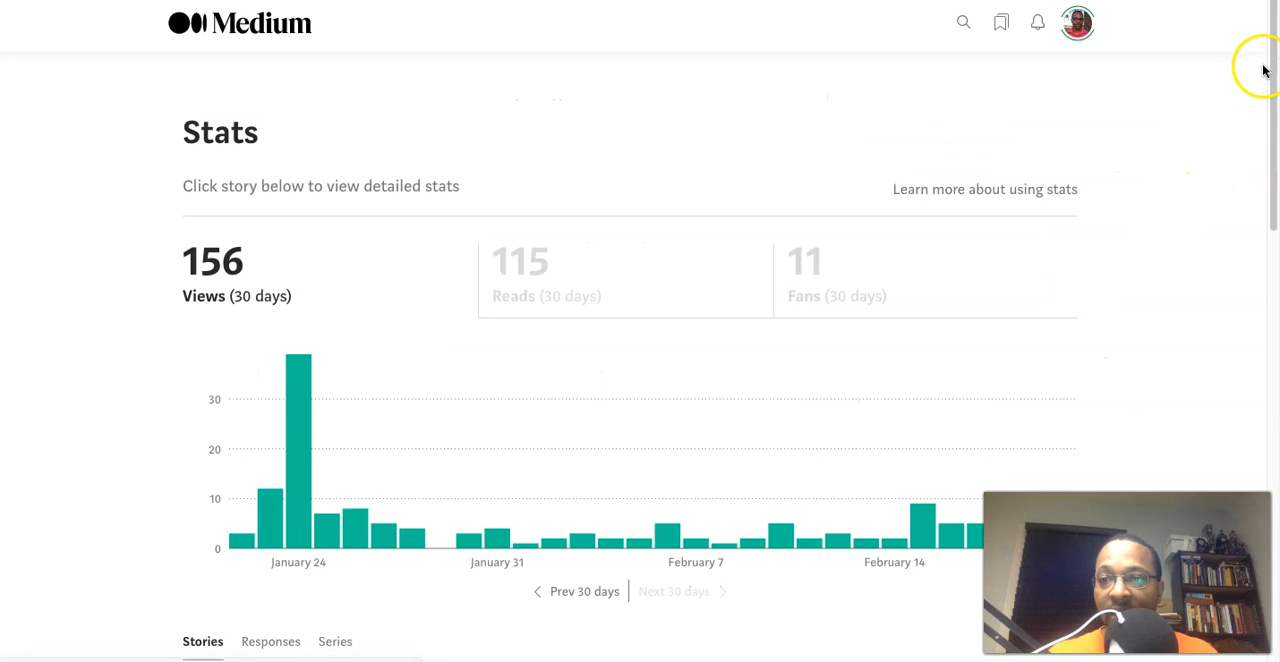 Medium
Stats
Click story below to view detailed stats
Learn more about using stats
156
Views (30 days)
115
Reads (30 days)
11
Fans (30 days)
30
20
10
0
January 24
January 31
February 7
February 14
Prev 30 days
Next 30 days
Stories
Responses
Series